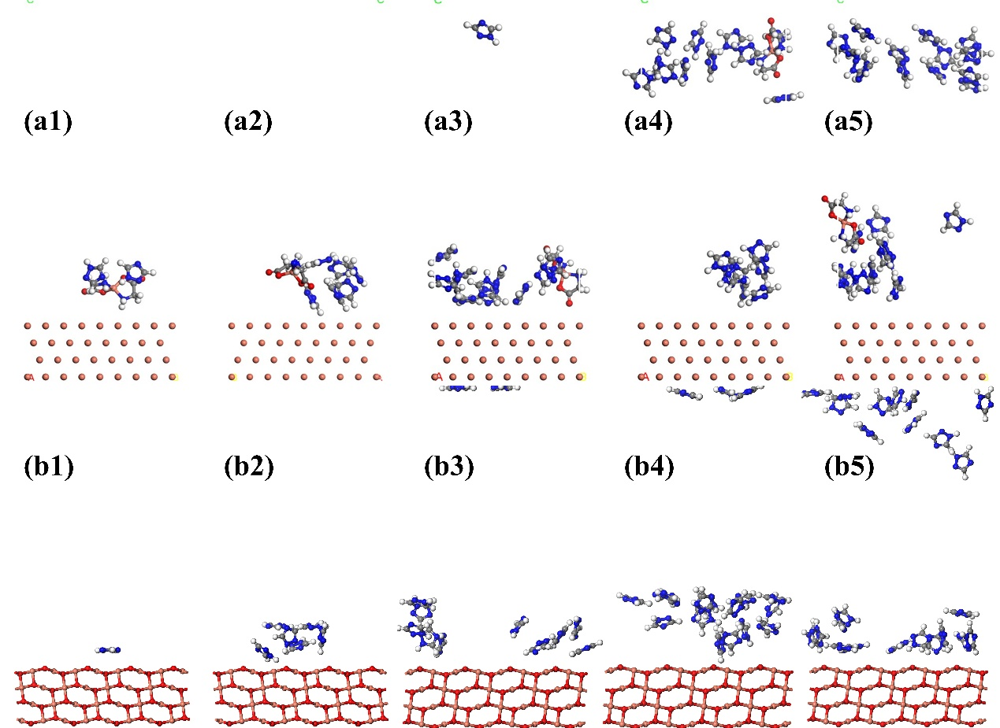 (a1) (a2) (a3) (a4) (a5)
A A A A
(b1) (b2) (b3) (b4) (b5)